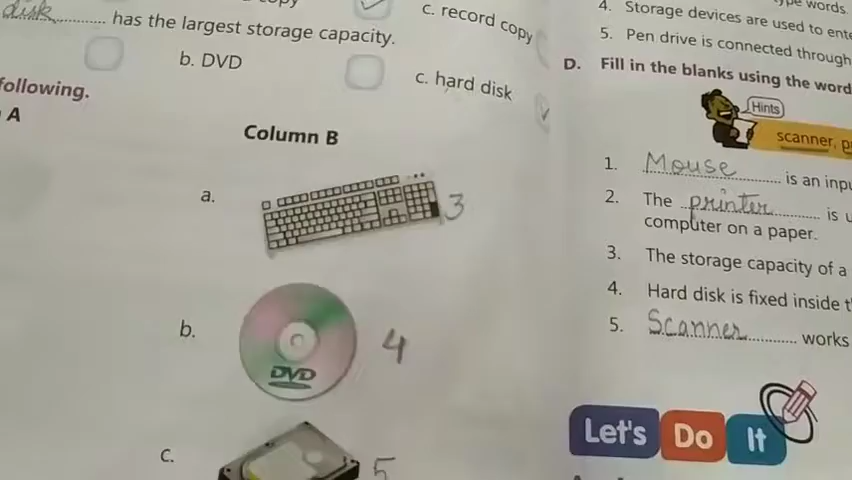 disk has the largest storage capacity.
b. DVD
c. record copy
c. hard disk
following.
A
Column B
a.
3
b.
DVD
4
c.
5
type words.
4. Storage devices are used to
5. Pen drive is connected through
D. Fill in the blanks using the word
Hints
scanner,
1. Mouse is an
2. The printer is
computer on a paper.
3. The storage capacity of a
4. Hard disk is fixed inside
5. Scanner works
Let's Do It